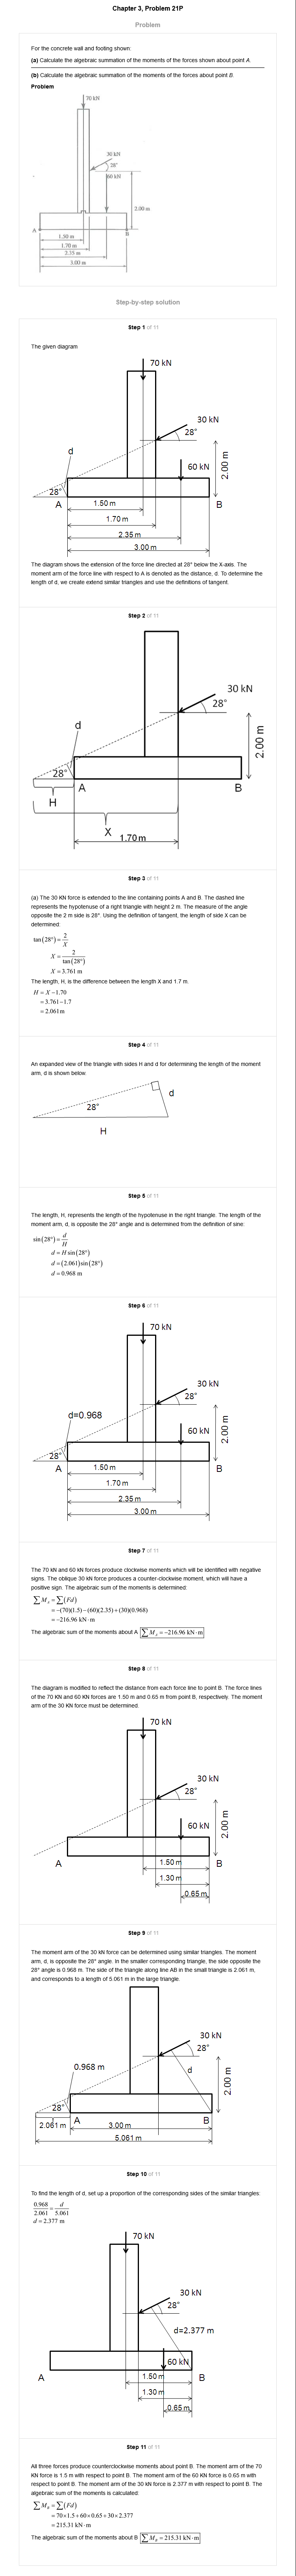 Chapter 3, Problem 21P
Problem
For the concrete wall and footing shown:
(a) Calculate the algebraic summation of the moments of the forces shown about point A.
(b) Calculate the algebraic summation of the moments of the forces about point B.
Problem
70 kN
30 kN
28°
60 kN
2.00 m
A
B
1.50 m
1.70 m
2.35 m
3.00 m
Step-by-step solution
Step 1 of 11
The given diagram
70 kN
30 kN
28°
d
60 kN
2.00 m
28°
A
1.50 m
B
1.70 m
2.35 m
3.00 m
The diagram shows the extension of the force line directed at 28° below the X-axis. The
moment arm of the force line with respect to A is denoted as the distance, d. To determine the
length of d, we create extend similar triangles and use the definitions of tangent.
Step 2 of 11
30 kN
28°
d
2.00 m
28°
A
B
H
X
1.70m
Step 3 of 11
(a) The 30 KN force is extended to the line containing points A and B. The dashed line
represents the hypotenuse of a right triangle with height 2 m. The measure of the angle
opposite the 2 m side is 28°. Using the definition of tangent, the length of side X can be
determined:
tan(28°) = 2/X
X = 2/tan(28°)
X = 3.761 m
The length, H, is the difference between the length X and 1.7 m.
H = X − 1.70
= 3.761−1.7
= 2.061m
Step 4 of 11
An expanded view of the triangle with sides H and d for determining the length of the moment
arm, d is shown below.
d
28°
H
Step 5 of 11
The length, H, represents the length of the hypotenuse in the right triangle. The length of the
moment arm, d, is opposite the 28° angle and is determined from the definition of sine:
sin(28°) = d/H
d = H sin(28°)
d = (2.061)sin(28°)
d = 0.968 m
Step 6 of 11
70 kN
30 kN
28°
d=0.968
60 kN
2.00 m
28°
A
1.50 m
B
1.70 m
2.35 m
3.00 m
Step 7 of 11
The 70 KN and 60 KN forces produce clockwise moments which will be identified with negative
signs. The oblique 30 kN force produces a counter-clockwise moment, which will have a
positive sign. The algebraic sum of the moments is determined:
∑M_A = ∑(Fd)
= −(70)(1.5) − (60)(2.35) + (30)(0.968)
= −216.96 kN·m
The algebraic sum of the moments about A ∑M_A = −216.96 kN·m
Step 8 of 11
The diagram is modified to reflect the distance from each force line to point B. The force lines
of the 70 KN and 60 KN forces are 1.50 m and 0.65 m from point B, respectively. The moment
arm of the 30 KN force must be determined.
70 kN
30 kN
28°
60 kN
2.00 m
A
1.50 m
B
1.30 m
0.65 m
Step 9 of 11
The moment arm of the 30 kN force can be determined using similar triangles. The moment
arm, d, is opposite the 28° angle. In the smaller corresponding triangle, the side opposite the
28° angle is 0.968 m. The side of the triangle along line AB in the small triangle is 2.061 m,
and corresponds to a length of 5.061 m in the large triangle.
30 kN
28°
0.968 m
d
2.00 m
28°
2.061 m
A
3.00 m
B
5.061 m
Step 10 of 11
To find the length of d, set up a proportion of the corresponding sides of the similar triangles:
0.968/2.061 = d/5.061
d = 2.377 m
70 kN
30 kN
28°
d=2.377 m
60 kN
A
1.50 m
B
1.30 m
0.65 m
Step 11 of 11
All three forces produce counterclockwise moments about point B. The moment arm of the 70
KN force is 1.5 m with respect to point B. The moment arm of the 60 KN force is 0.65 m with
respect to point B. The moment arm of the 30 kN force is 2.377 m with respect to point B. The
algebraic sum of the moments is calculated:
∑M_B = ∑(Fd)
= 70×1.5 + 60×0.65 + 30×2.377
= 215.31 kN·m
The algebraic sum of the moments about B ∑M_B = 215.31 kN·m